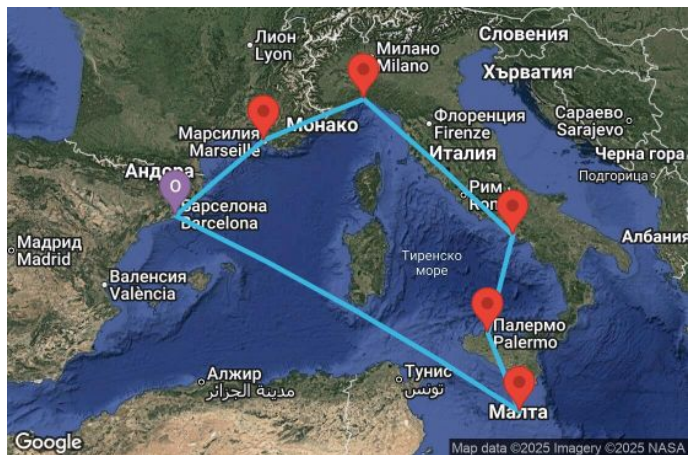 Словения
Лион
Lyon
Милано
Milano
Хърватия
Марсилия
Marseille
Монако
Флоренция
Firenze
Сараево
Sarajevo
Италия
Черна гора
Подгорица
Андора
O
Барселона
Barcelona
Рим
Мадрид
Madrid
Албания
Тиренско
море
Валенсия
València
Палермо
Palermo
Алжир
مدينة الجزائر
Тунис
تونس
Малта
Google
Map data ©2025 Imagery ©2025 NASA